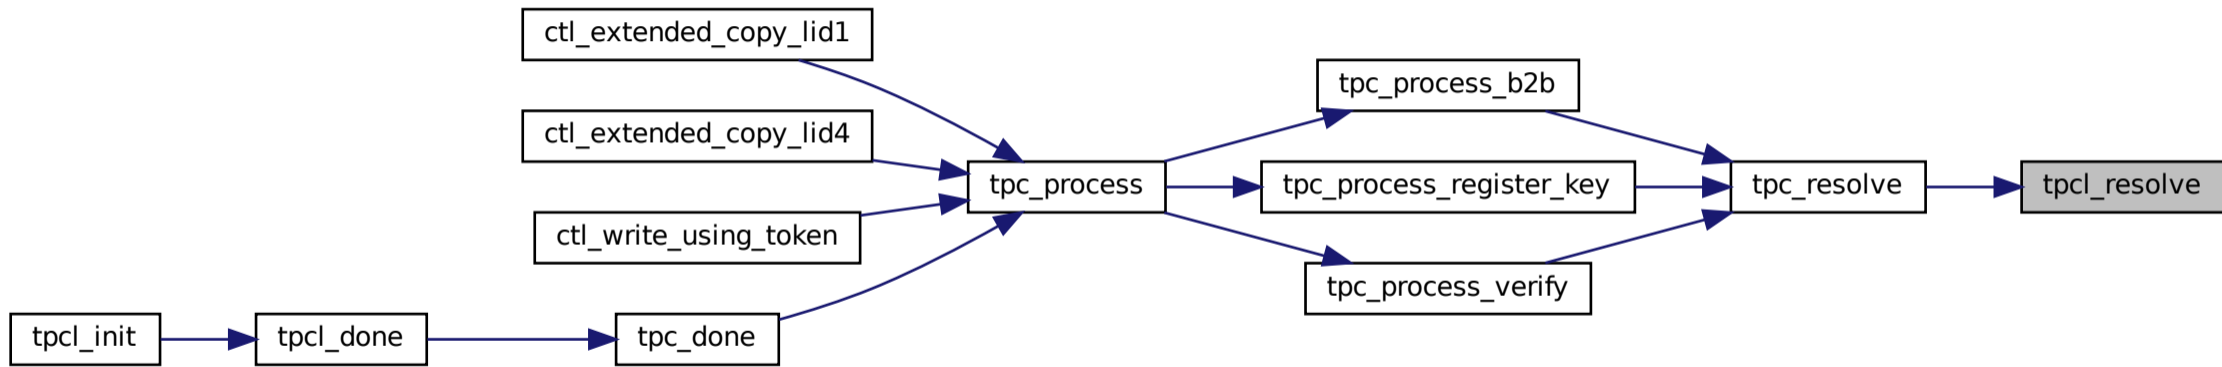 ctl_extended_copy_lid1
tpc_process_b2b
ctl_extended_copy_lid4
tpc_process
tpc_process_register_key
tpc_resolve
tpcl_resolve
ctl_write_using_token
tpc_process_verify
tpcl_init
tpcl_done
tpc_done